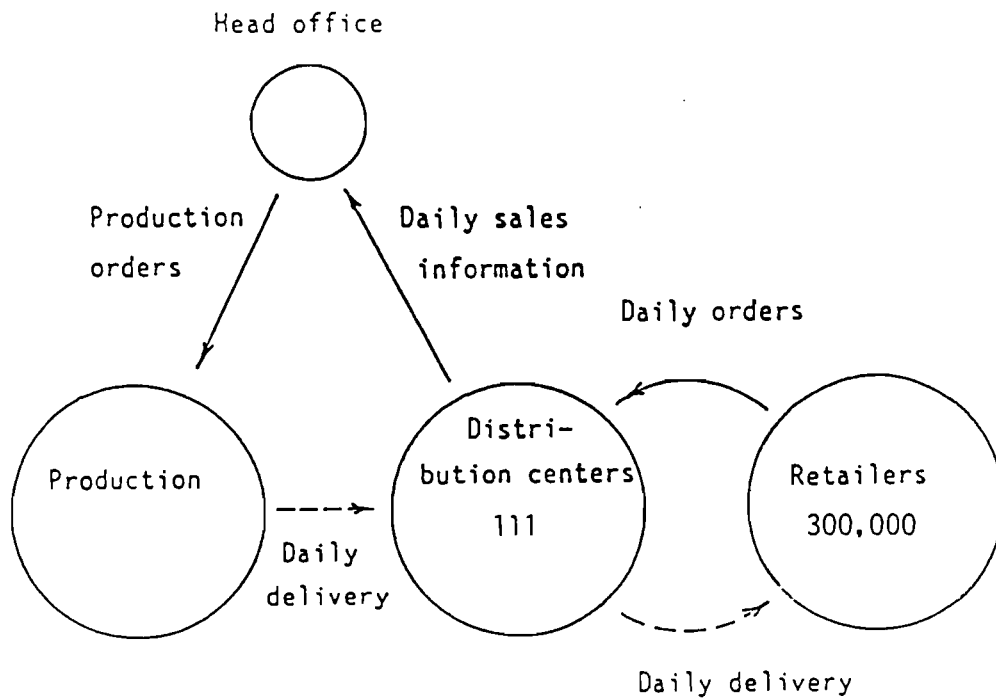 Head office
Production
orders
Daily sales
information
Daily orders
Production
Distri-
bution centers
111
Retailers
300,000
Daily
delivery
Daily delivery